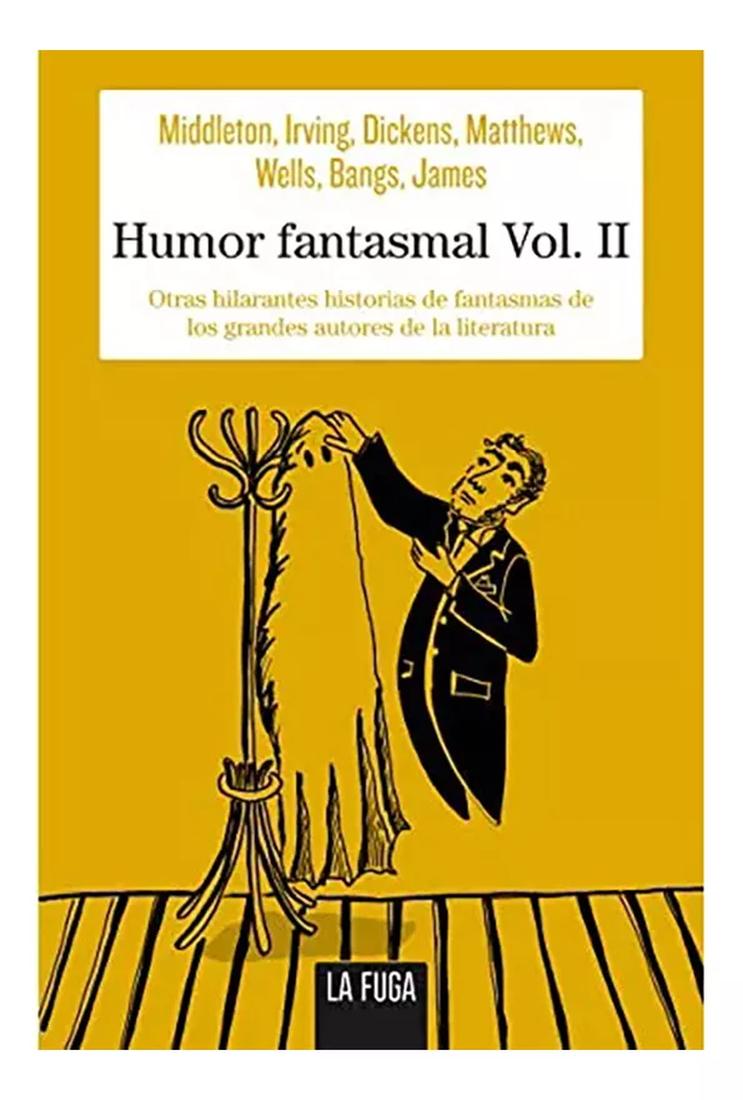 Middleton, Irving, Dickens, Matthews,
Wells, Bangs, James
Humor fantasmal Vol. II
Otras hilarantes historias de fantasmas de
los grandes autores de la literatura
LA FUGA